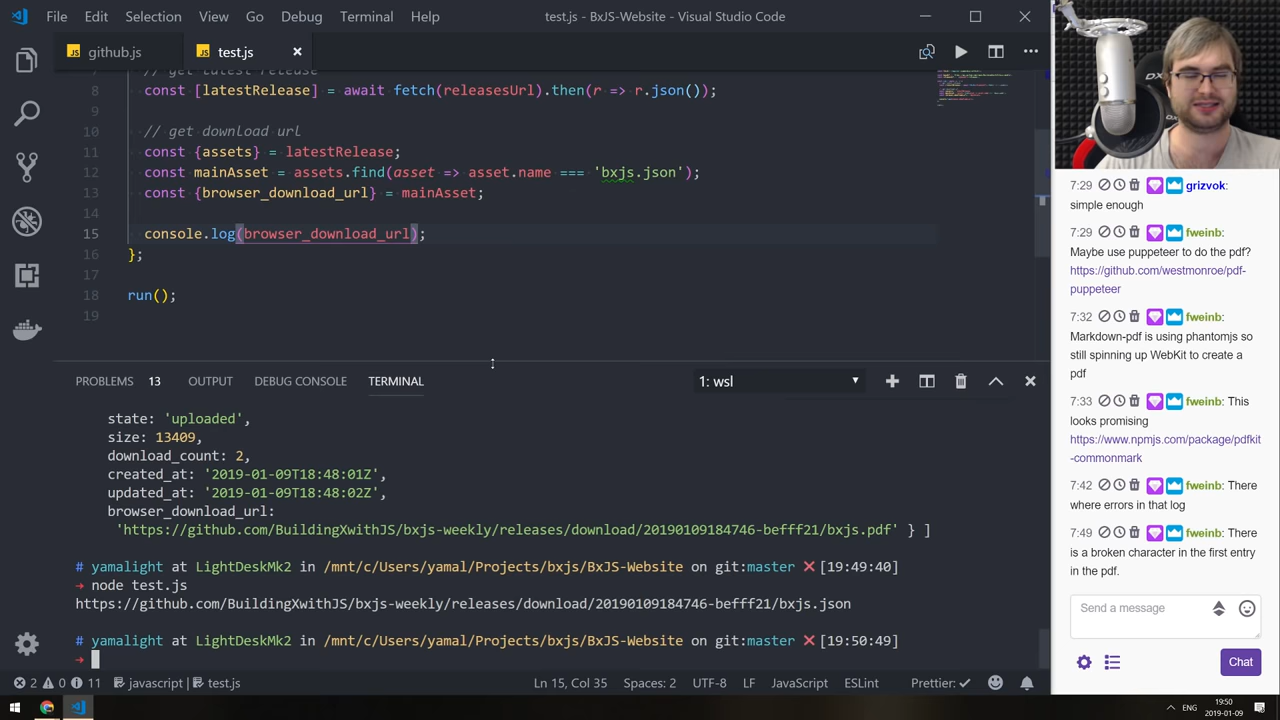 File Edit Selection View Go Debug Terminal Help
test.js - BxJS-Website - Visual Studio Code
JS github.js
JS test.js
// get latest release
8 const [latestRelease] = await fetch(releasesUrl).then(r => r.json());
9
10 // get download url
11 const {assets} = latestRelease;
12 const mainAsset = assets.find(asset => asset.name === 'bxjs.json');
13 const {browser_download_url} = mainAsset;
14
15 console.log(browser_download_url);
16 };
17
18 run();
19
PROBLEMS 13 OUTPUT DEBUG CONSOLE TERMINAL
1: wsl
state: 'uploaded',
size: 13409,
download_count: 2,
created_at: '2019-01-09T18:48:01Z',
updated_at: '2019-01-09T18:48:02Z',
browser_download_url:
'https://github.com/BuildingXwithJS/bxjs-weekly/releases/download/20190109184746-befff21/bxjs.pdf' } ]
# yamalight at LightDeskMk2 in /mnt/c/Users/yamal/Projects/bxjs/BxJS-Website on git:master ❌ [19:49:40]
➜ node test.js
https://github.com/BuildingXwithJS/bxjs-weekly/releases/download/20190109184746-befff21/bxjs.json
# yamalight at LightDeskMk2 in /mnt/c/Users/yamal/Projects/bxjs/BxJS-Website on git:master ❌ [19:50:49]
➜
2 0 11 javascript | test.js
Ln 15, Col 35 Spaces: 2 UTF-8 LF JavaScript ESLint Prettier: ✓
7:29 grizvok:
simple enough
7:29 fweinb:
Maybe use puppeteer to do the pdf?
https://github.com/westmonroe/pdf-
puppeteer
7:32 fweinb:
Markdown-pdf is using phantomjs so
still spinning up WebKit to create a
pdf
7:33 fweinb: This
looks promising
https://www.npmjs.com/package/pdfkit
-commonmark
7:42 fweinb: There
where errors in that log
7:49 fweinb: There
is a broken character in the first entry
in the pdf.
Send a message
Chat
ENG
19:50
2019-01-09